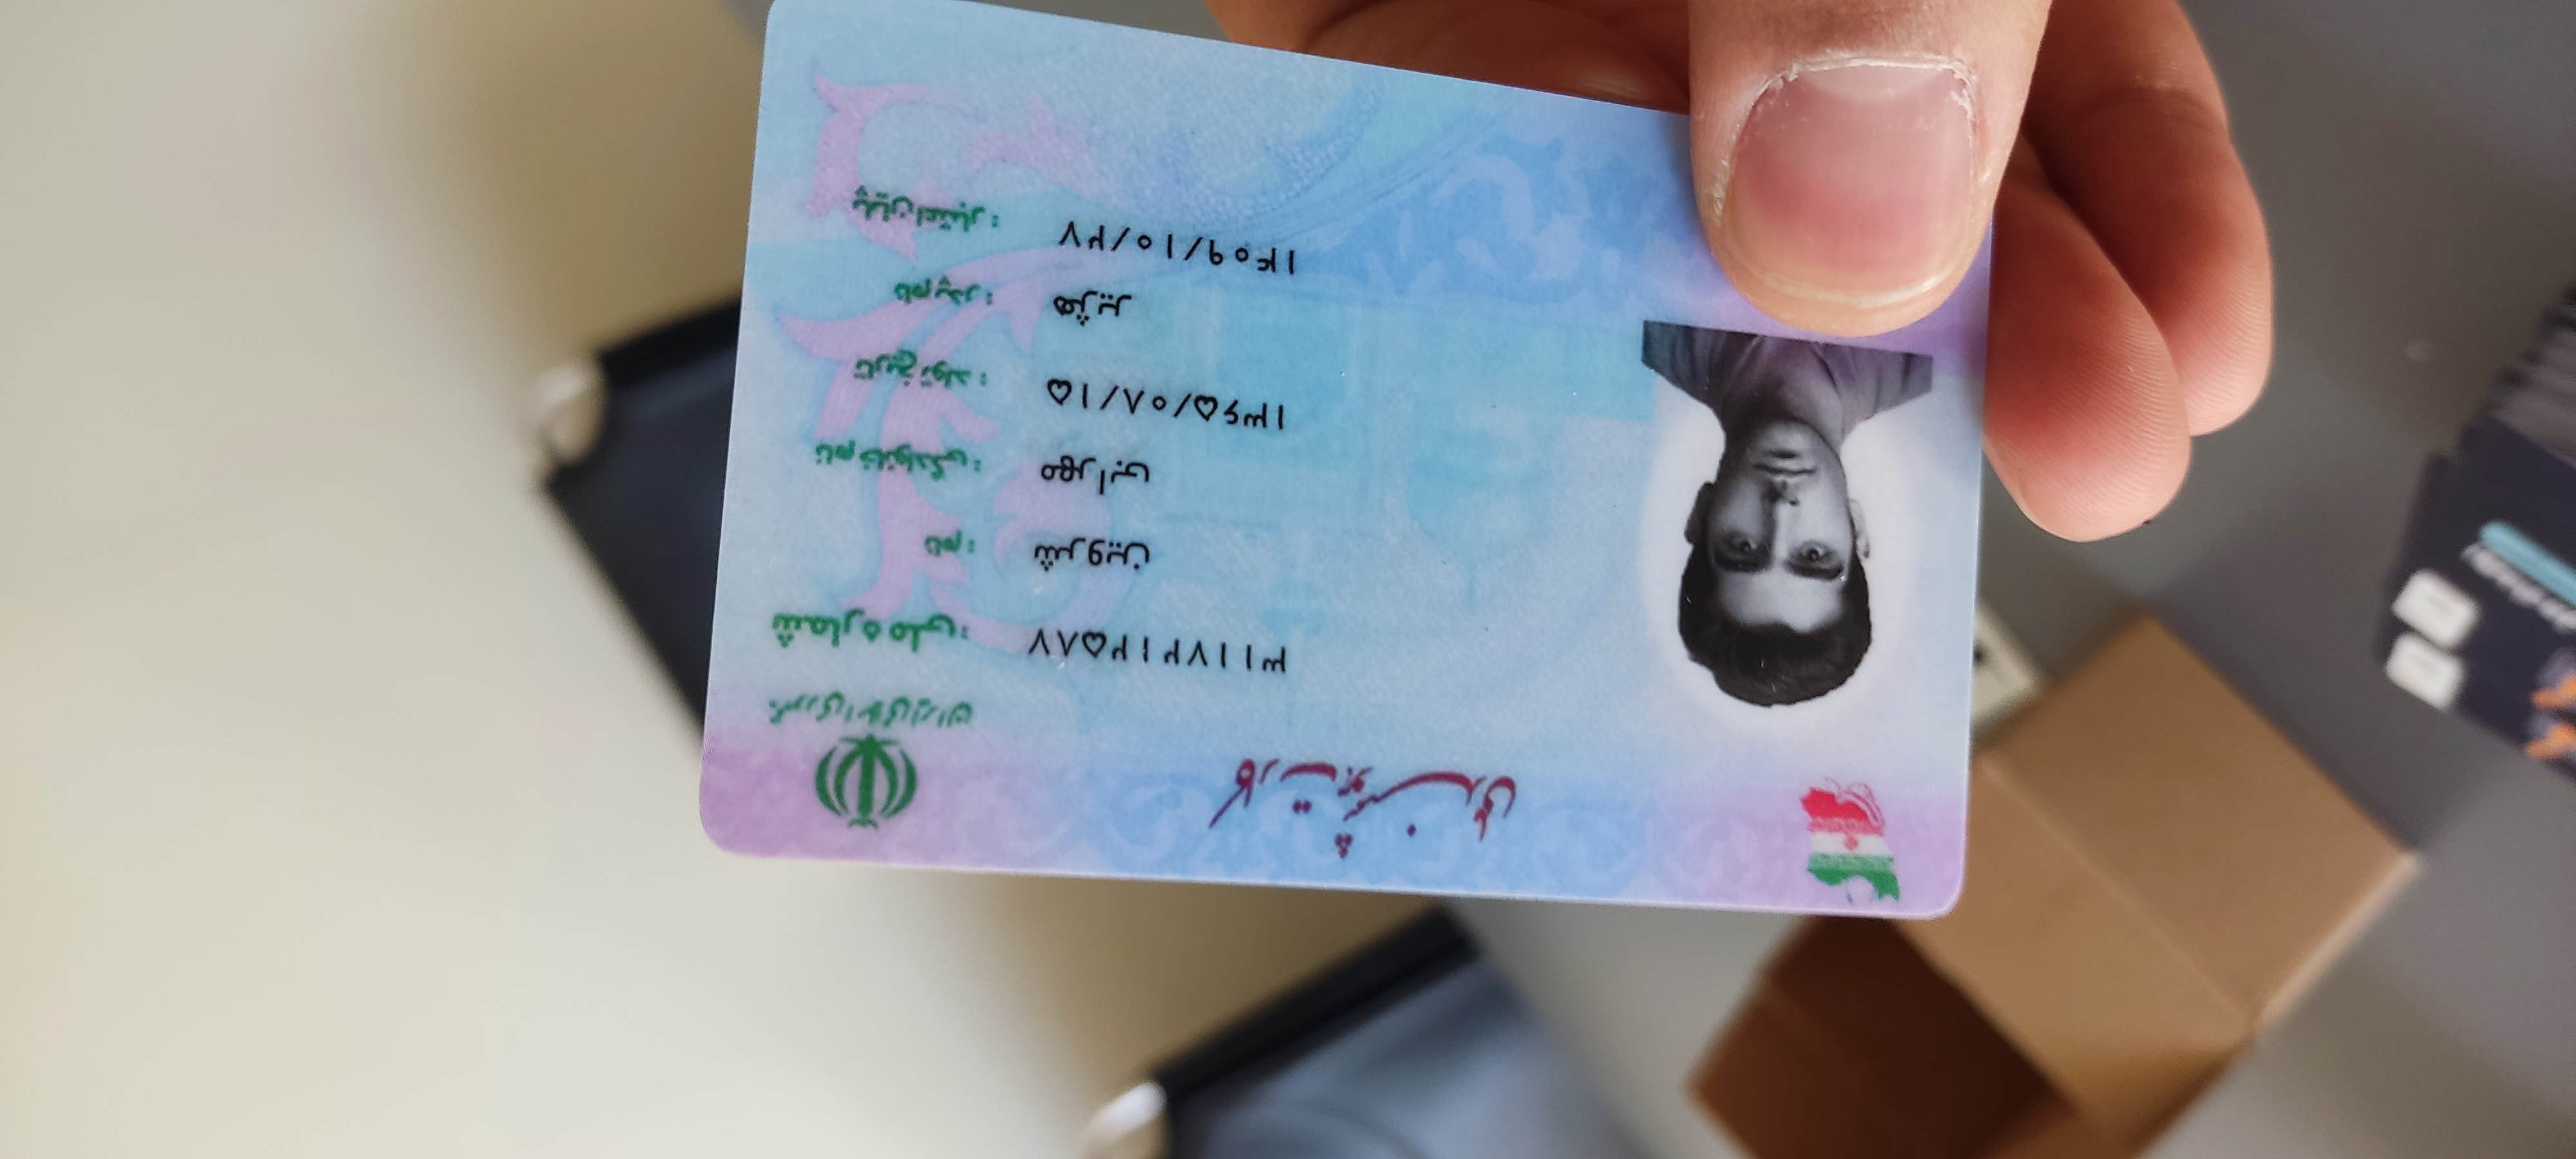 کارت هوشمند ملی
جمهوری اسلامی ایران
شماره ملی: ۳۱۱۷۲۱۲۵۸۷
نام: شروین
نام خانوادگی: مهرابی
تاریخ تولد: ۱۳۶۵/۰۸/۱۵
نام پدر: هژیر
پایان اعتبار: ۱۴۰۹/۱۰/۲۷